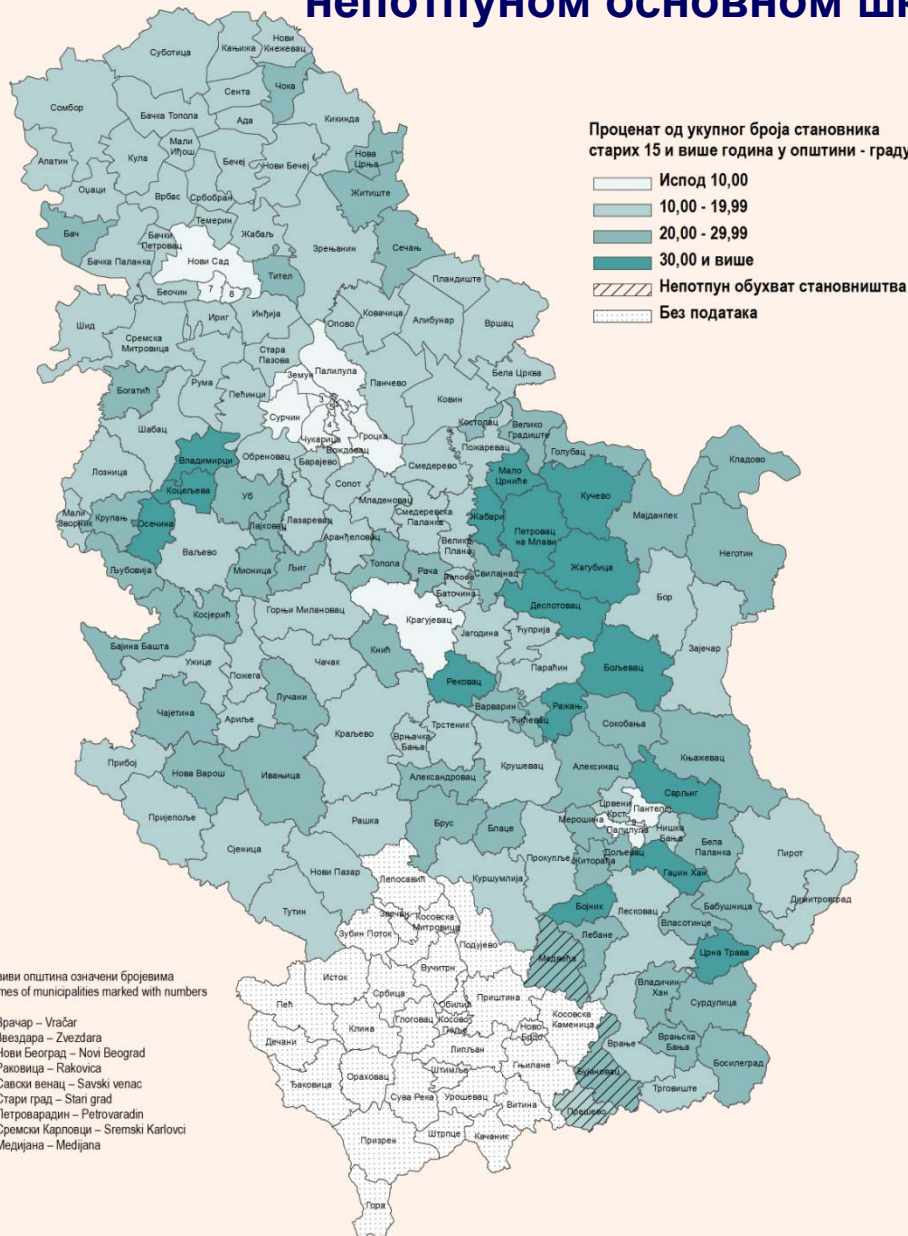 непотпуном основном шк
Проценат од укупног броја становника
старих 15 и више година у општини - граду
Испод 10,00
10,00 - 19,99
20,00 - 29,99
30,00 и више
Непотпун обухват становништва
Без података
Суботица
Кањижа
Нови
Кнежевац
Сента
Чока
Сомбор
Бачка Топола
Ада
Кикинда
Мали
Иђош
Апатин
Кула
Бечеј
Нови Бечеј
Нова
Црња
Оџаци
Врбас
Србобран
Житиште
Темерин
Бач
Бачки
Петровац
Жабаљ
Зрењанин
Сечањ
Бачка Паланка
Нови Сад
Тител
7
8
Беочин
Пландиште
Шид
Ириг
Инђија
Опово
Ковачица
Алибунар
Вршац
Сремска
Митровица
Стара
Пазова
Земун
Палилула
Бела Црква
Рума
Пећинци
Панчево
Богатић
Сурчин
3
5
4
Ковин
Шабац
Чукарица
Гроцка
Вождовац
Костолац
Велико
Градиште
Владимирци
Обреновац
Барајево
Смедерево
Пожаревац
Голубац
Кладово
Лозница
Коцељева
Сопот
Мало
Црниће
Кучево
Мали
Зворник
Крупањ
Осечина
Уб
Лазаревац
Младеновац
Смедеревска
Паланка
Жабари
Мајданпек
Лајковац
Аранђеловац
Петровац
на Млави
Неготин
Ваљево
Велика
Плана
Љубовија
Мионица
Љиг
Топола
Рача
Лапово
Свилајнац
Жагубица
Баточина
Бор
Косјерић
Горњи Милановац
Крагујевац
Деспотовац
Бајина Башта
Јагодина
Ћуприја
Зајечар
Ужице
Пожега
Чачак
Кнић
Параћин
Бољевац
Рековац
Чајетина
Лучани
Ариље
Варварин
Ћићевац
Ражањ
Сокобања
Краљево
Врњачка
Бања
Трстеник
Књажевац
Прибој
Нова Варош
Ивањица
Крушевац
Алексинац
Александровац
Сврљиг
Пријепоље
Рашка
Брус
Блаце
Мерошина
Црвени
Крст
Пантелеј
9
Палилула
Нишка
Бања
Бела
Паланка
Пирот
Сјеница
Прокупље
Житорађа
Дољевац
Нови Пазар
Куршумлија
Гаџин Хан
Лепосавић
Димитровград
Тутин
Бојник
Лесковац
Бабушница
Звечан
Косовска
Митровица
Власотинце
Зубин Поток
Лебане
Црна Трава
Подујево
Медвеђа
Вучитрн
Владичин
Хан
Исток
Србица
Сурдулица
Пећ
Обилић
Приштина
Косовска
Каменица
Клина
Глоговац
Косово
Поље
Ново
Брдо
Врање
Врањска
Бања
Дечани
Липљан
Босилеград
Штимље
Гњилане
Бујановац
Ђаковица
Ораховац
Трговиште
Сува Река
Урошевац
Прешево
Витина
Призрен
Штрпце
Качаник
Гора
зиви општина означени бројевима
mes of municipalities marked with numbers
Врачар – Vračar
Звездара – Zvezdara
Нови Београд – Novi Beograd
Раковица – Rakovica
Савски венац – Savski venac
Стари град – Stari grad
Петроварадин – Petrovaradin
Сремски Карловци – Sremski Karlovci
Медијана – Medijana